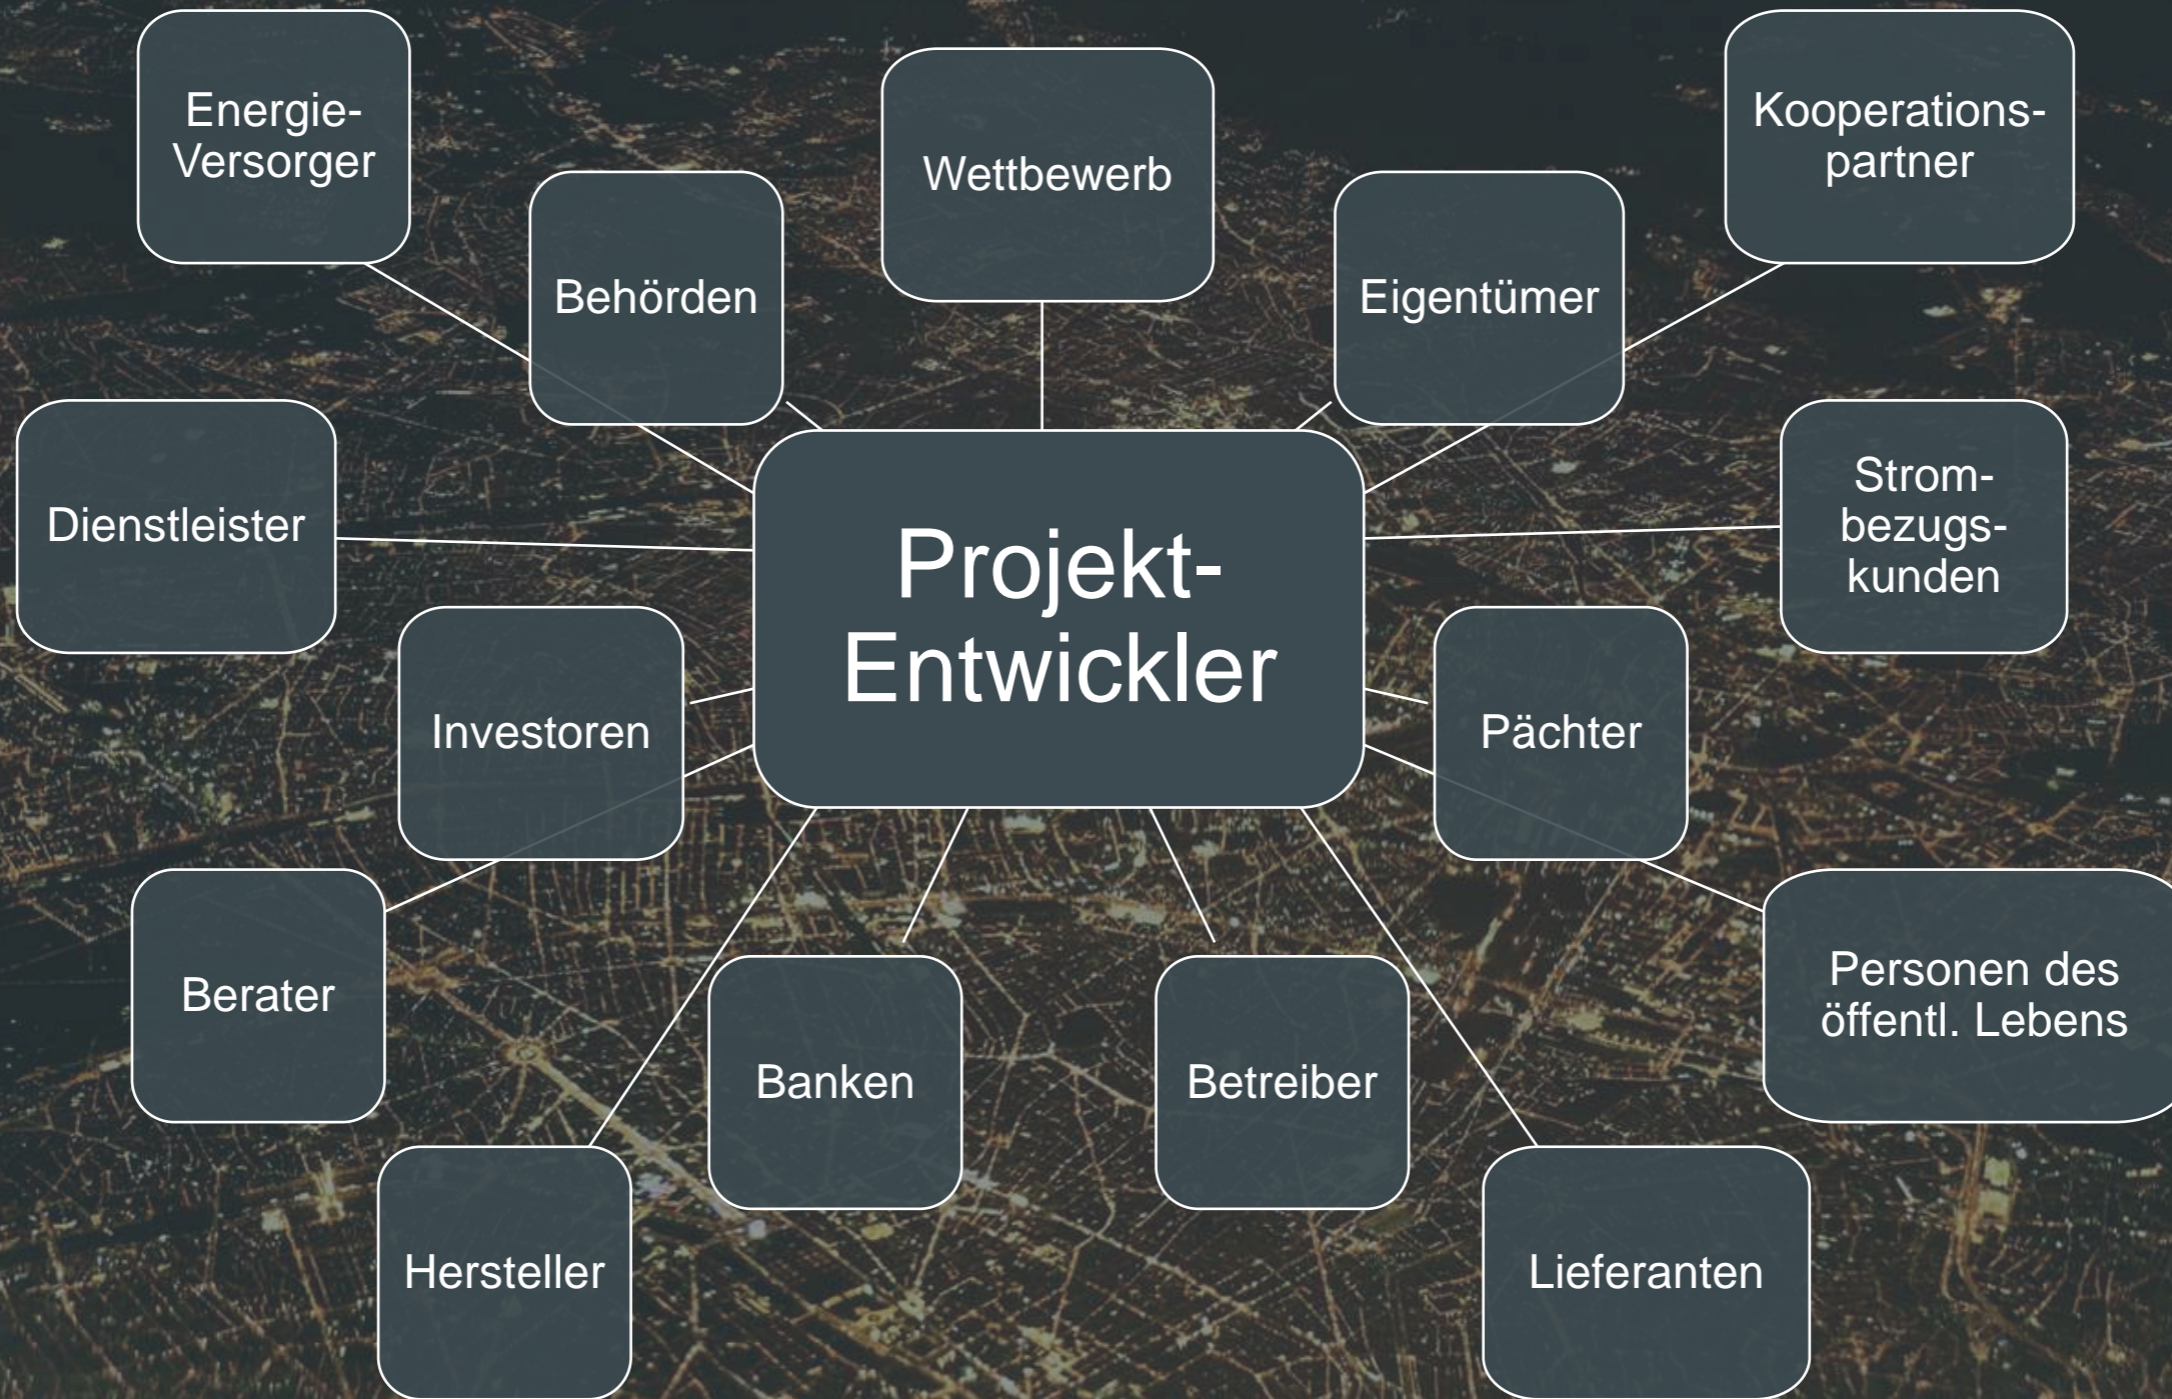 Energie-
Versorger
Wettbewerb
Kooperations-
partner
Behörden
Eigentümer
Dienstleister
Projekt-
Entwickler
Strom-
bezugs-
kunden
Investoren
Pächter
Berater
Banken
Betreiber
Personen des
öffentl. Lebens
Hersteller
Lieferanten